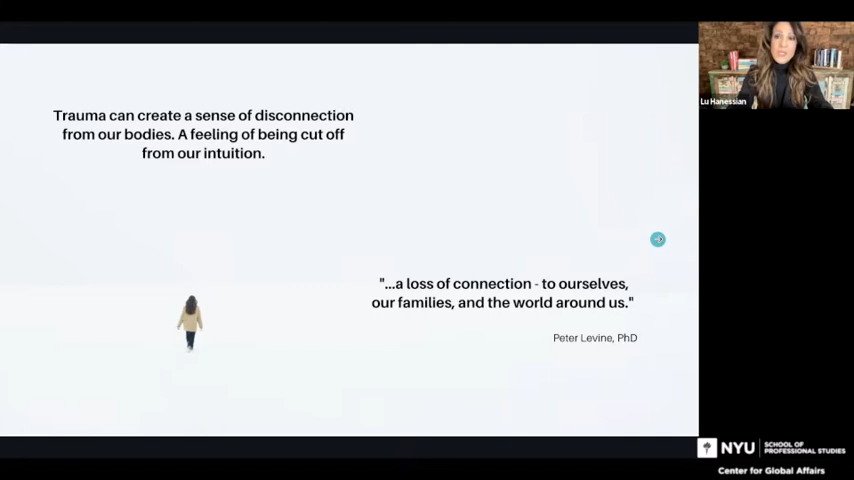 Trauma can create a sense of disconnection
from our bodies. A feeling of being cut off
from our intuition.
"...a loss of connection - to ourselves,
our families, and the world around us."
Peter Levine, PhD
Lu Hanessian
NYU SCHOOL OF
PROFESSIONAL STUDIES
Center for Global Affairs